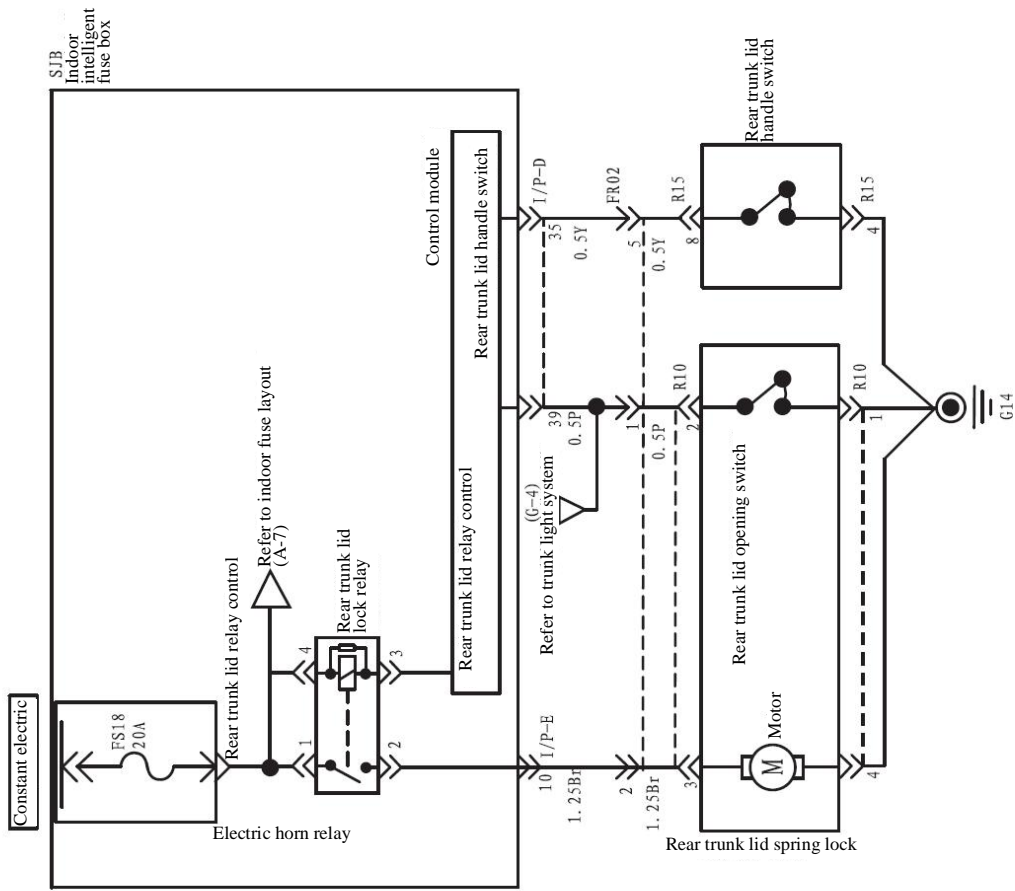 SJB
Indoor
intelligent
fuse box
Constant electric
FS18
20A
Electric horn relay
Rear trunk lid relay control
Refer to indoor fuse layout
(A-7)
Rear trunk lid
lock relay
1
4
2
3
Control module
Rear trunk lid relay control
Rear trunk lid handle switch
10
I/P-E
1.25Br
39
0.5P
35
I/P-D
0.5Y
(G-4)
Refer to trunk light system
2
1.25Br
1
0.5P
5
FR02
0.5Y
3
2
R10
8
R15
Motor
M
Rear trunk lid opening switch
Rear trunk lid spring lock
Rear trunk lid
handle switch
4
1
R10
4
R15
G14